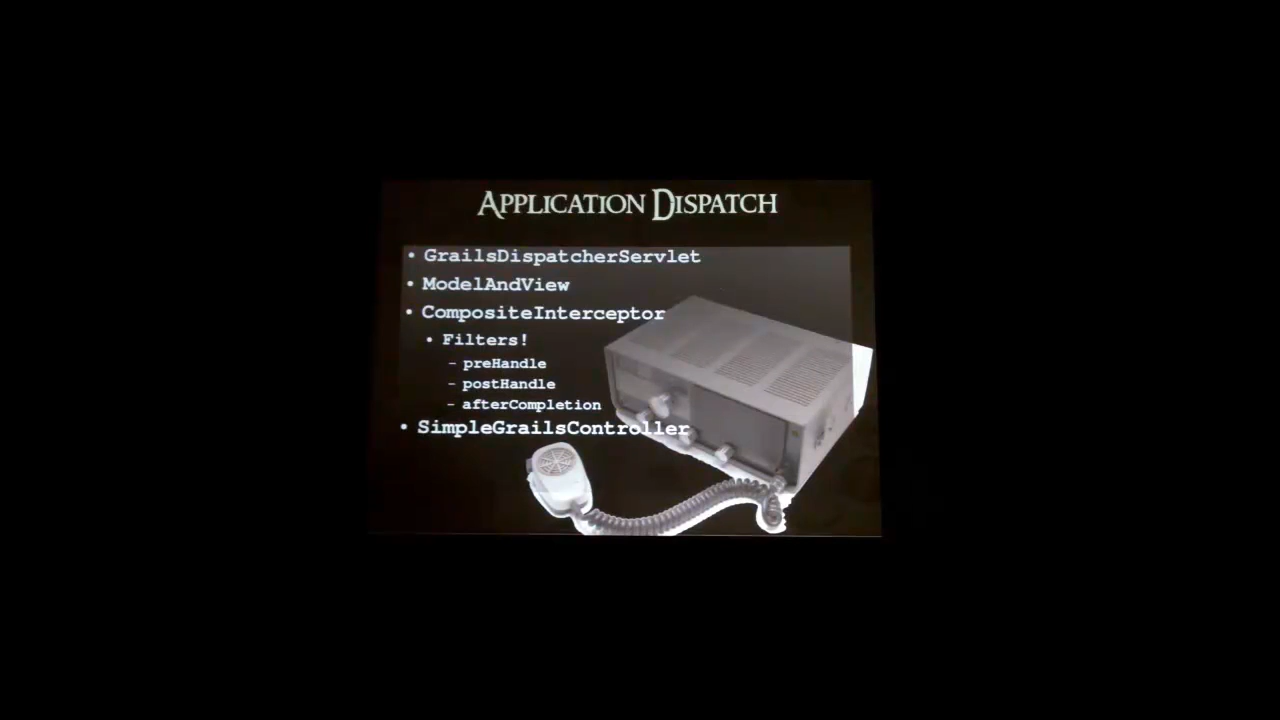 Application Dispatch
• GrailsDispatcherServlet
• ModelAndView
• CompositeInterceptor
• Filters!
– preHandle
– postHandle
– afterCompletion
• SimpleGrailsController